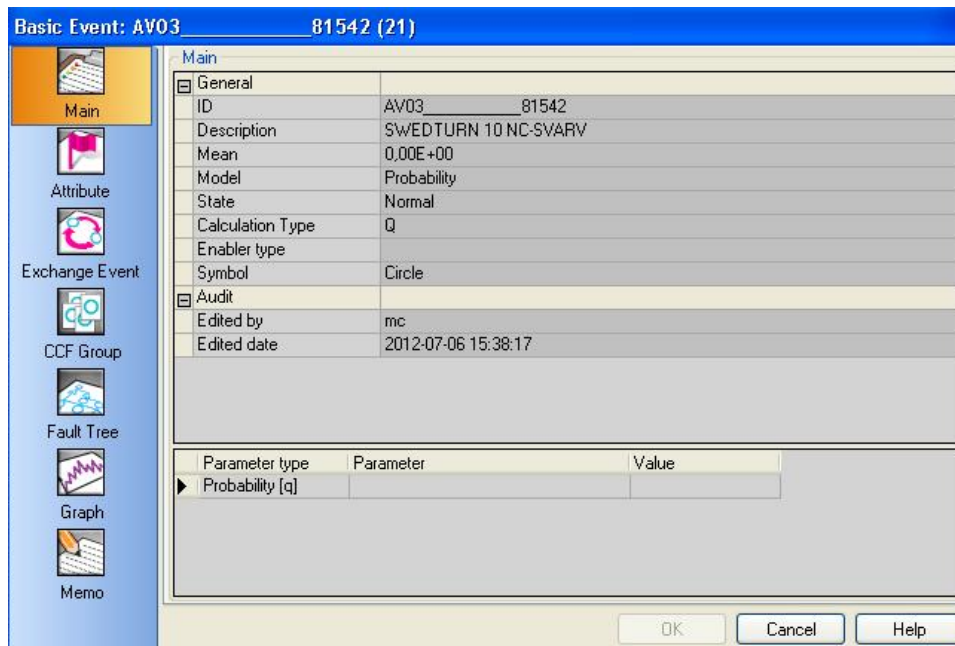 Basic Event: AV03____________81542 (21)
Main
Attribute
Exchange Event
CCF Group
Fault Tree
Graph
Memo
Main
General
ID AV03_________81542
Description SWEDTURN 10 NC-SVARV
Mean 0,00E+00
Model Probability
State Normal
Calculation Type Q
Enabler type
Symbol Circle
Audit
Edited by mc
Edited date 2012-07-06 15:38:17
Parameter type Parameter Value
Probability [q]
OK Cancel Help